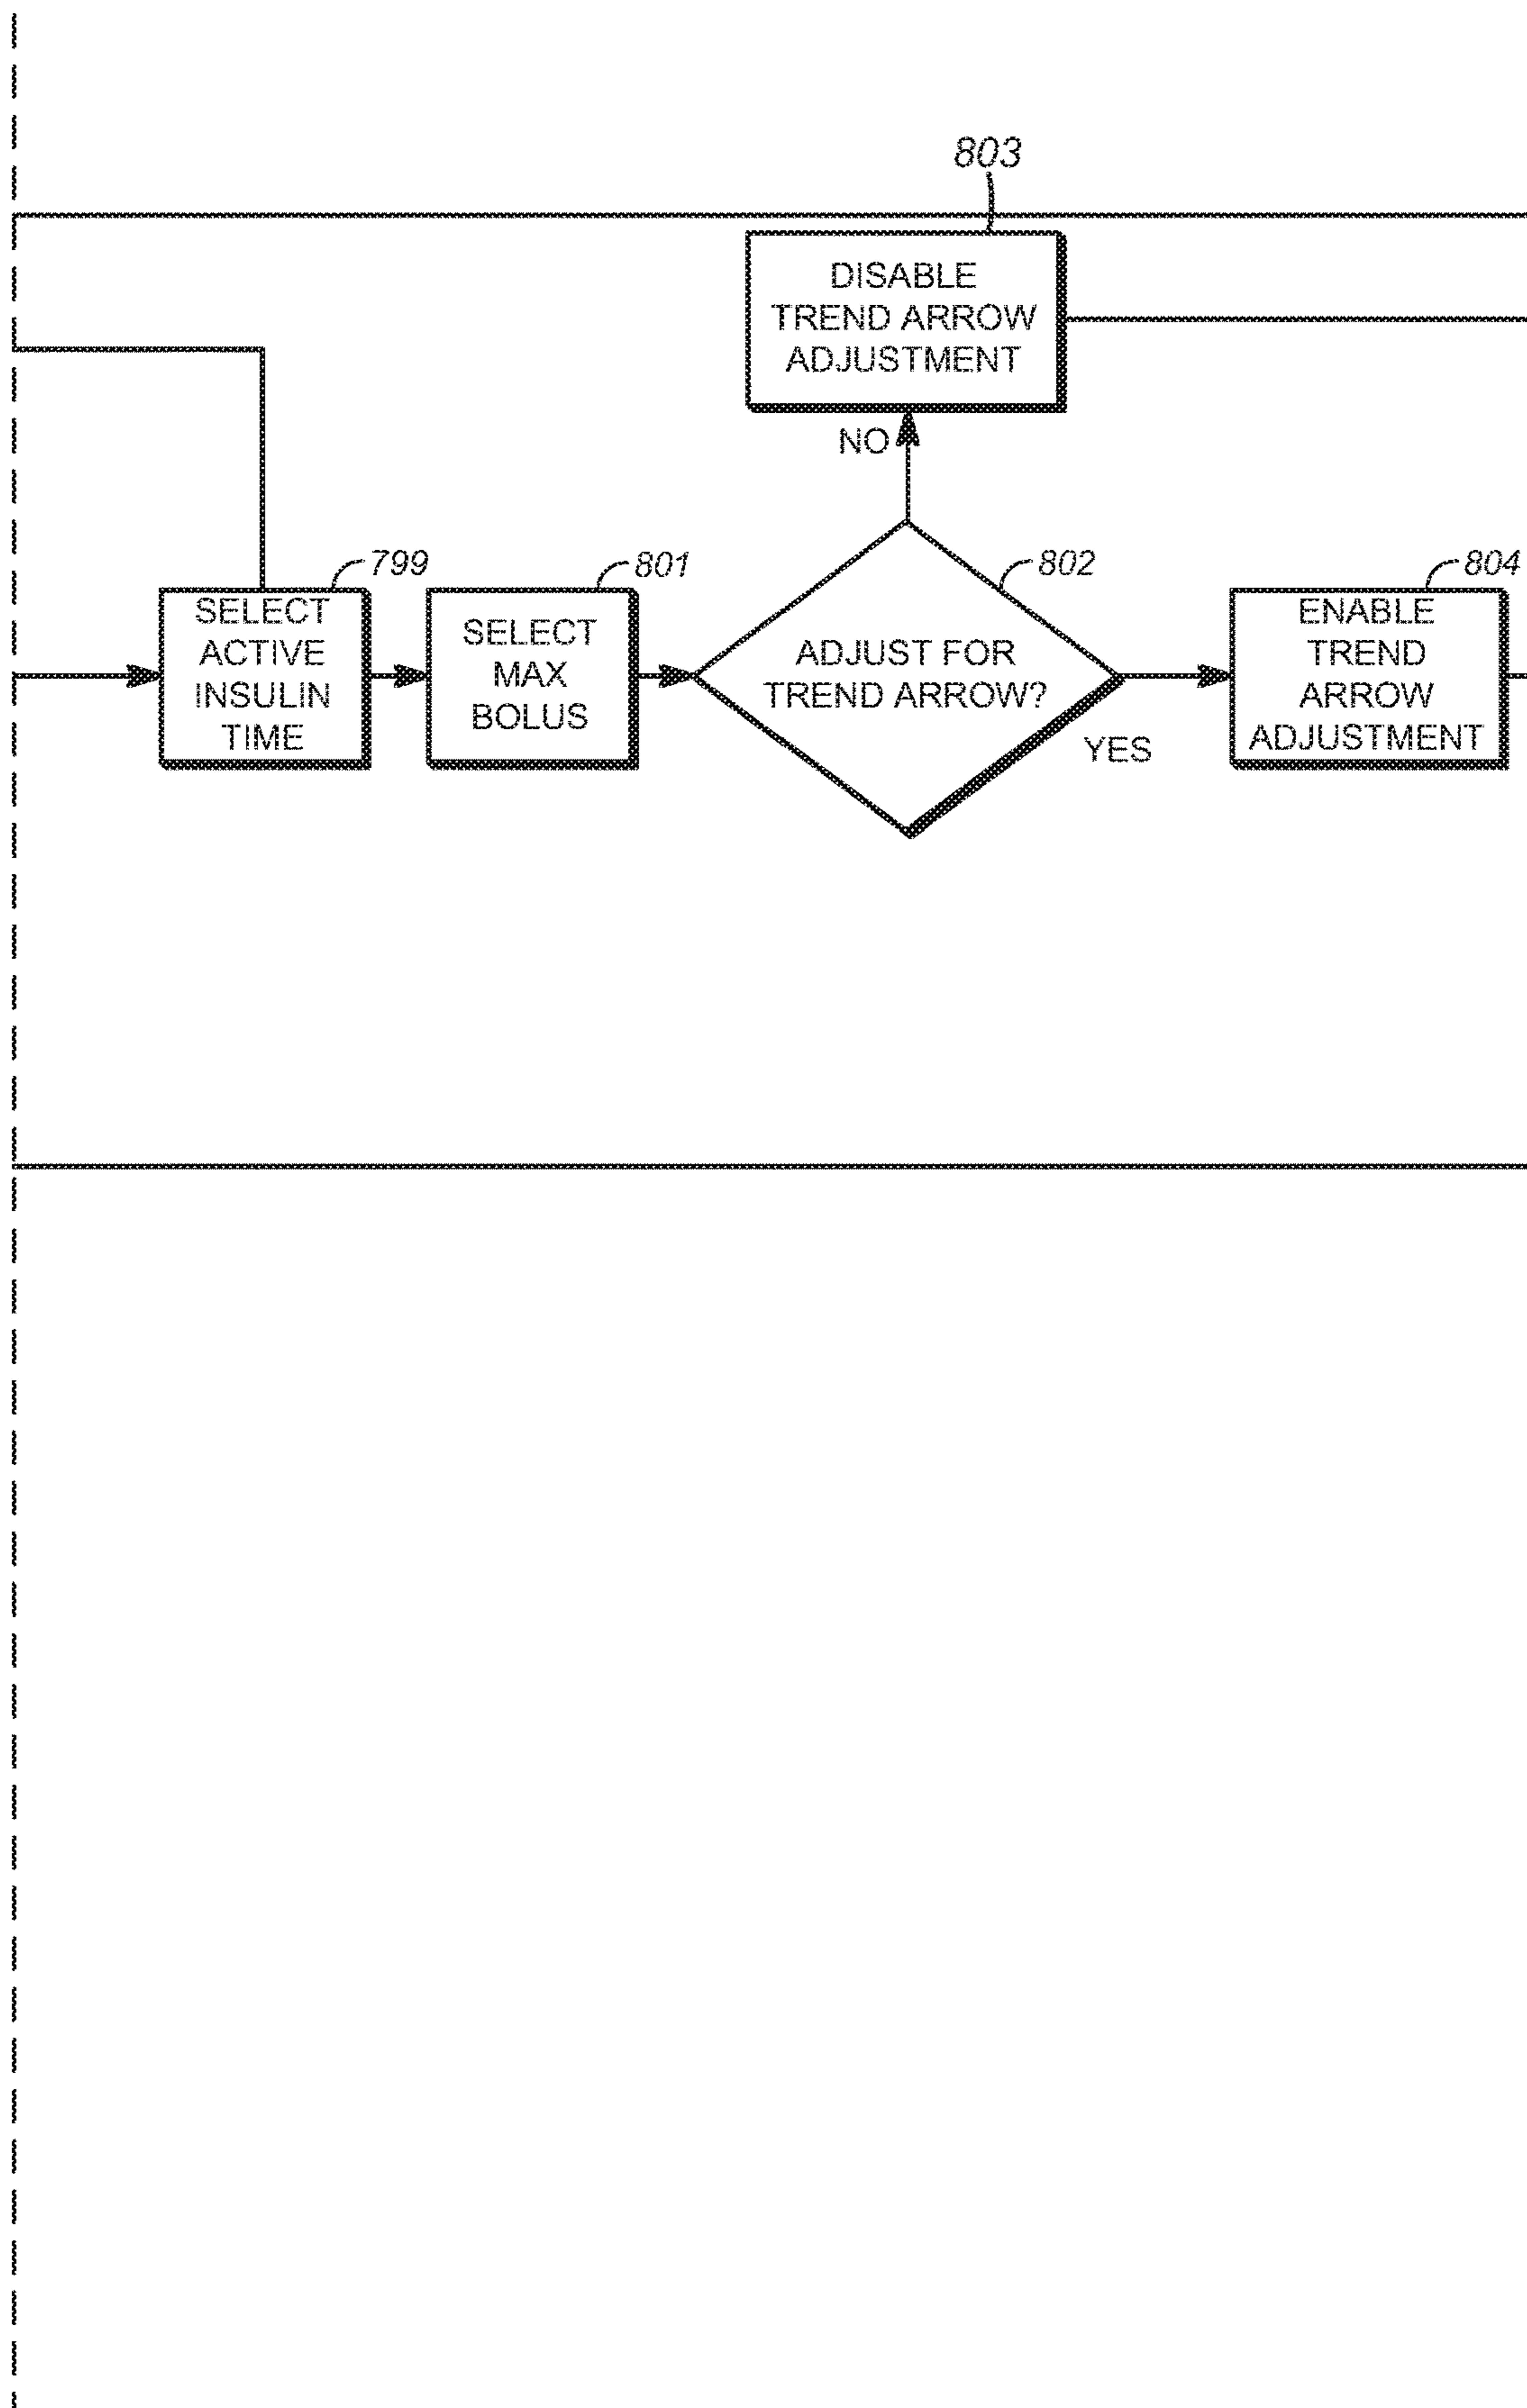 803
DISABLE
TREND ARROW
ADJUSTMENT
NO
799
SELECT
ACTIVE
INSULIN
TIME
801
SELECT
MAX
BOLUS
802
ADJUST FOR
TREND ARROW?
YES
804
ENABLE
TREND
ARROW
ADJUSTMENT